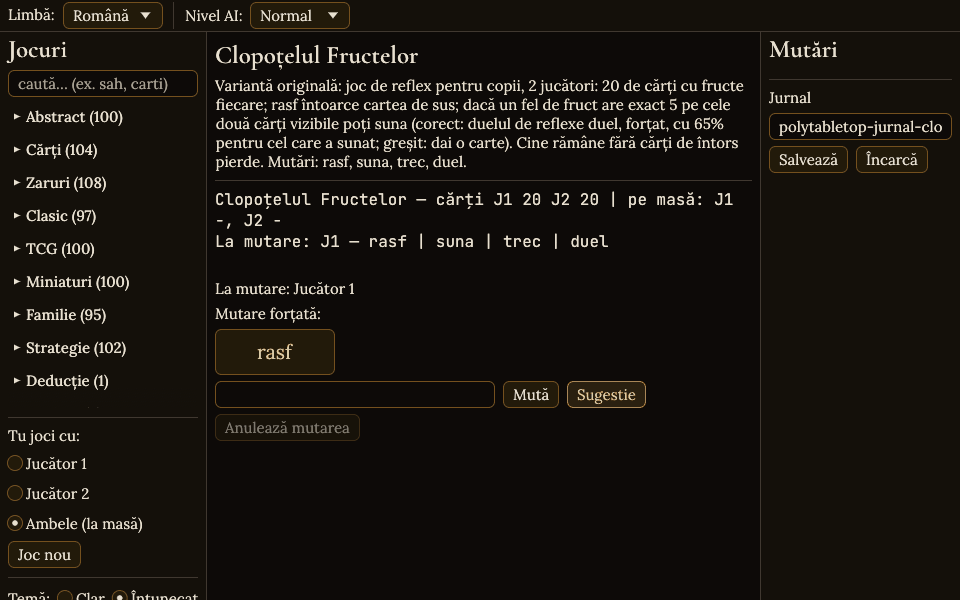 Limbă: Română ▼ Nivel AI: Normal ▼
Jocuri
caută... (ex. sah, carti)
▸ Abstract (100)
▸ Cărți (104)
▸ Zaruri (108)
▸ Clasic (97)
▸ TCG (100)
▸ Miniaturi (100)
▸ Familie (95)
▸ Strategie (102)
▸ Deducție (1)
Tu joci cu:
Jucător 1
Jucător 2
Ambele (la masă)
Joc nou
Temă: Clar Întunecat
Clopoțelul Fructelor
Variantă originală: joc de reflex pentru copii, 2 jucători: 20 de cărți cu fructe
fiecare; rasf întoarce cartea de sus; dacă un fel de fruct are exact 5 pe cele
două cărți vizibile poți suna (corect: duelul de reflexe duel, forțat, cu 65%
pentru cel care a sunat; greșit: dai o carte). Cine rămâne fără cărți de întors
pierde. Mutări: rasf, suna, trec, duel.
Clopoțelul Fructelor — cărți J1 20 J2 20 | pe masă: J1
-, J2 -
La mutare: J1 — rasf | suna | trec | duel
La mutare: Jucător 1
Mutare forțată:
rasf
Mută Sugestie
Anulează mutarea
Mutări
Jurnal
polytabletop-jurnal-clo
Salvează Încarcă